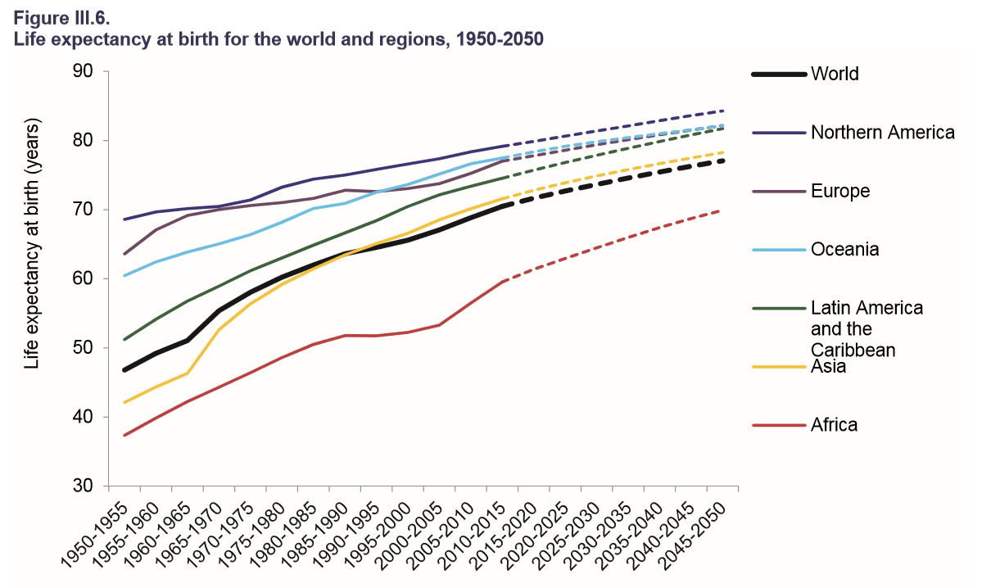 Figure III.6.
Life expectancy at birth for the world and regions, 1950-2050
Life expectancy at birth (years)
90
80
70
60
50
40
30
1950-1955
1955-1960
1960-1965
1965-1970
1970-1975
1975-1980
1980-1985
1985-1990
1990-1995
1995-2000
2000-2005
2005-2010
2010-2015
2015-2020
2020-2025
2025-2030
2030-2035
2035-2040
2040-2045
2045-2050
World
Northern America
Europe
Oceania
Latin America
and the
Caribbean
Asia
Africa